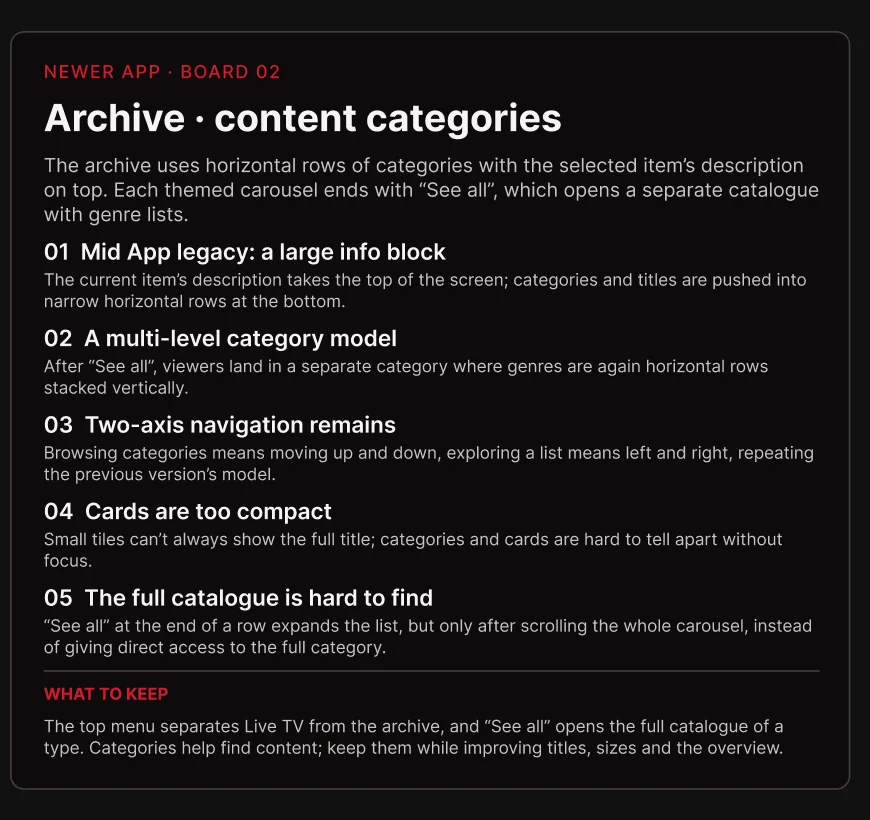 NEWER APP · BOARD 02
Archive · content categories
The archive uses horizontal rows of categories with the selected item’s description
on top. Each themed carousel ends with “See all”, which opens a separate catalogue
with genre lists.
01 Mid App legacy: a large info block
The current item’s description takes the top of the screen; categories and titles are pushed into
narrow horizontal rows at the bottom.
02 A multi-level category model
After “See all”, viewers land in a separate category where genres are again horizontal rows
stacked vertically.
03 Two-axis navigation remains
Browsing categories means moving up and down, exploring a list means left and right, repeating
the previous version’s model.
04 Cards are too compact
Small tiles can’t always show the full title; categories and cards are hard to tell apart without
focus.
05 The full catalogue is hard to find
“See all” at the end of a row expands the list, but only after scrolling the whole carousel, instead
of giving direct access to the full category.
WHAT TO KEEP
The top menu separates Live TV from the archive, and “See all” opens the full catalogue of a
type. Categories help find content; keep them while improving titles, sizes and the overview.